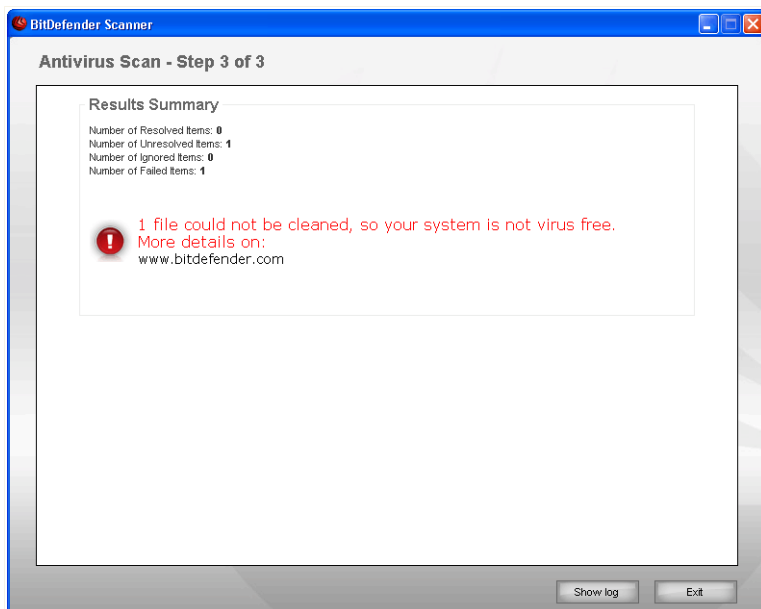 BitDefender Scanner
Antivirus Scan - Step 3 of 3
Results Summary
Number of Resolved Items: 0
Number of Unresolved Items: 1
Number of Ignored Items: 0
Number of Failed Items: 1
1 file could not be cleaned, so your system is not virus free.
More details on:
www.bitdefender.com
Show log
Exit